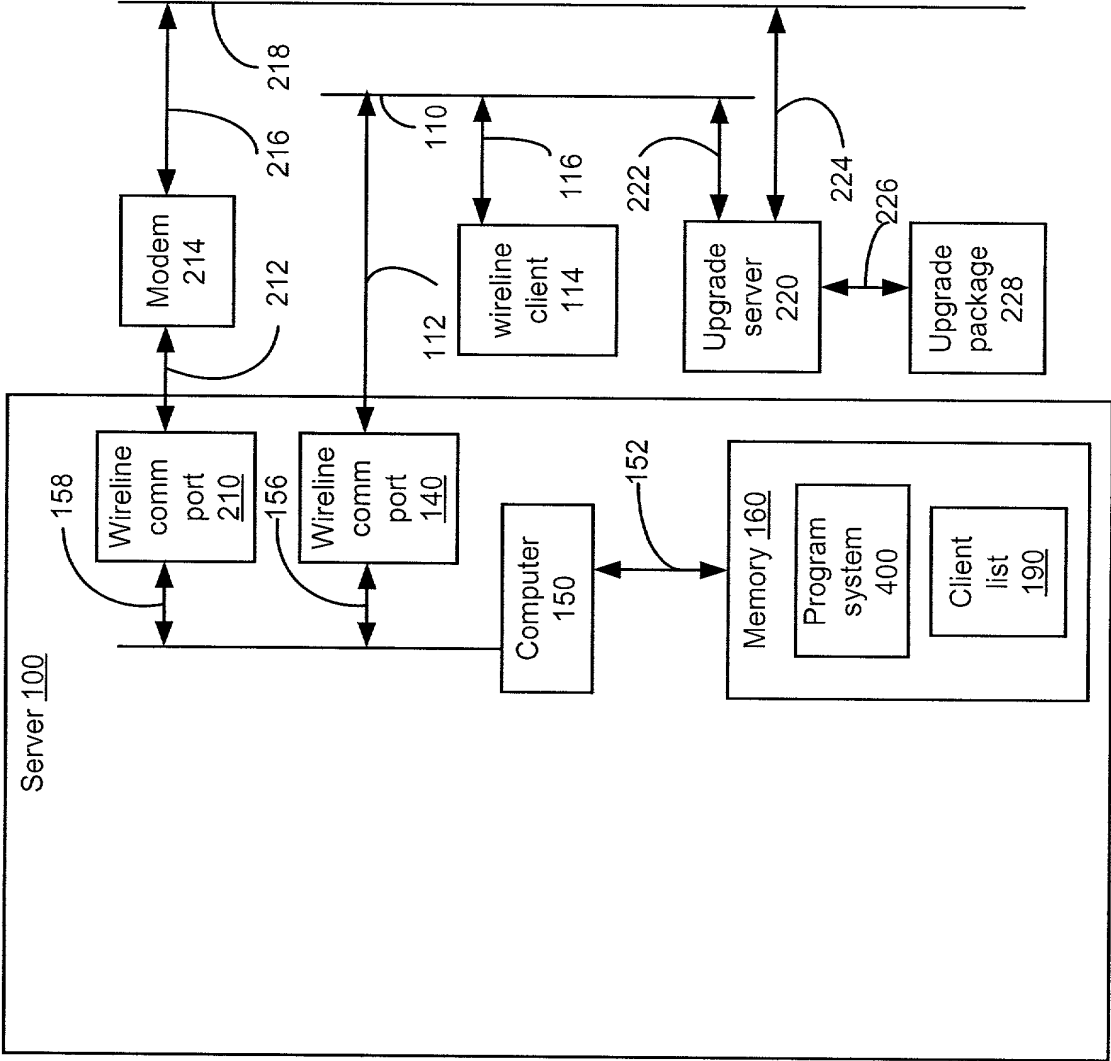 Server 100
158
Wireline
comm
port
210
212
Modem
214
216
218
156
Wireline
comm
port
140
112
110
wireline
client
114
116
Computer
150
152
Memory 160
Program
system
400
Client
list
190
Upgrade
server
220
222
224
226
Upgrade
package
228